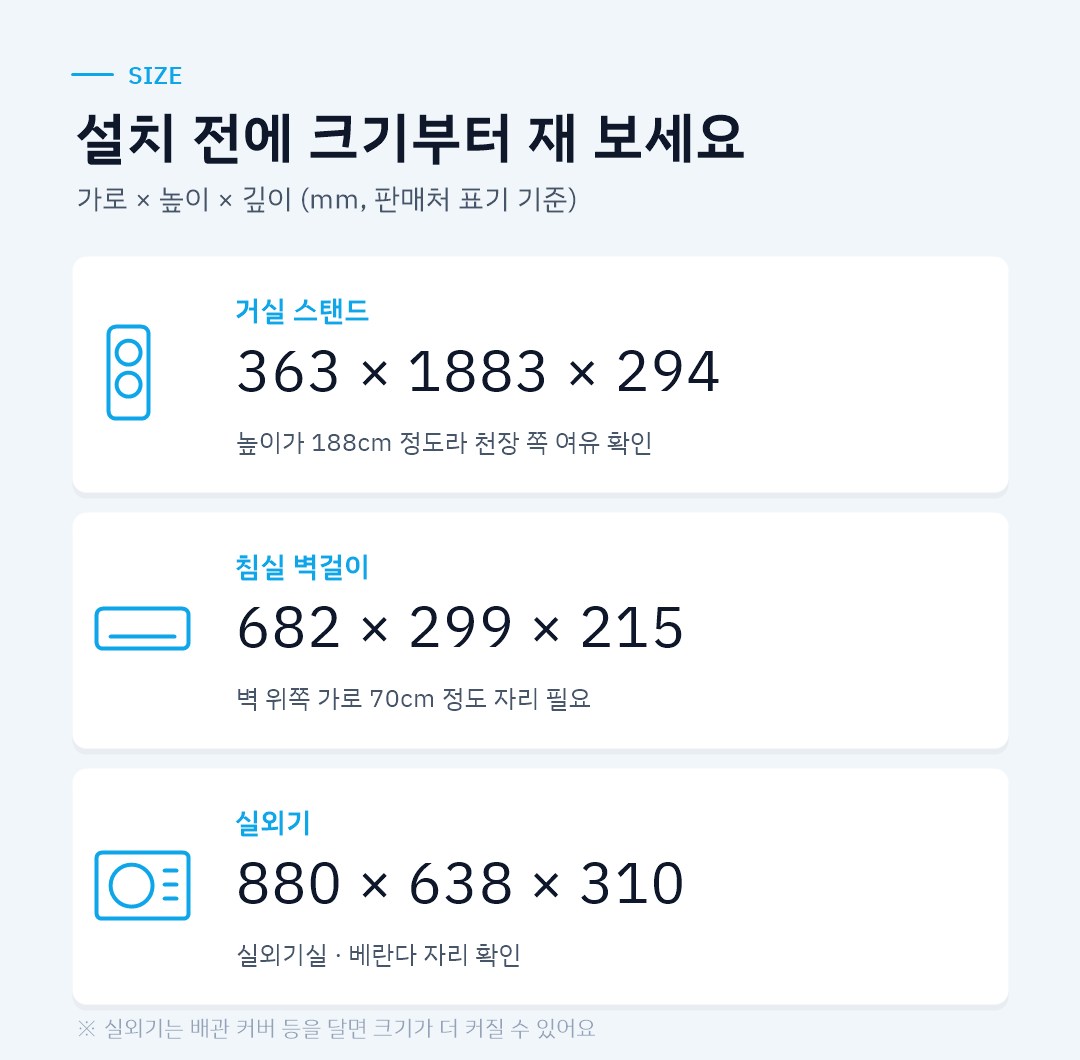 SIZE
설치 전에 크기부터 재 보세요
가로 × 높이 × 깊이 (mm, 판매처 표기 기준)
거실 스탠드
363 × 1883 × 294
높이가 188cm 정도라 천장 쪽 여유 확인
침실 벽걸이
682 × 299 × 215
벽 위쪽 가로 70cm 정도 자리 필요
실외기
880 × 638 × 310
실외기실 · 베란다 자리 확인
※ 실외기는 배관 커버 등을 달면 크기가 더 커질 수 있어요